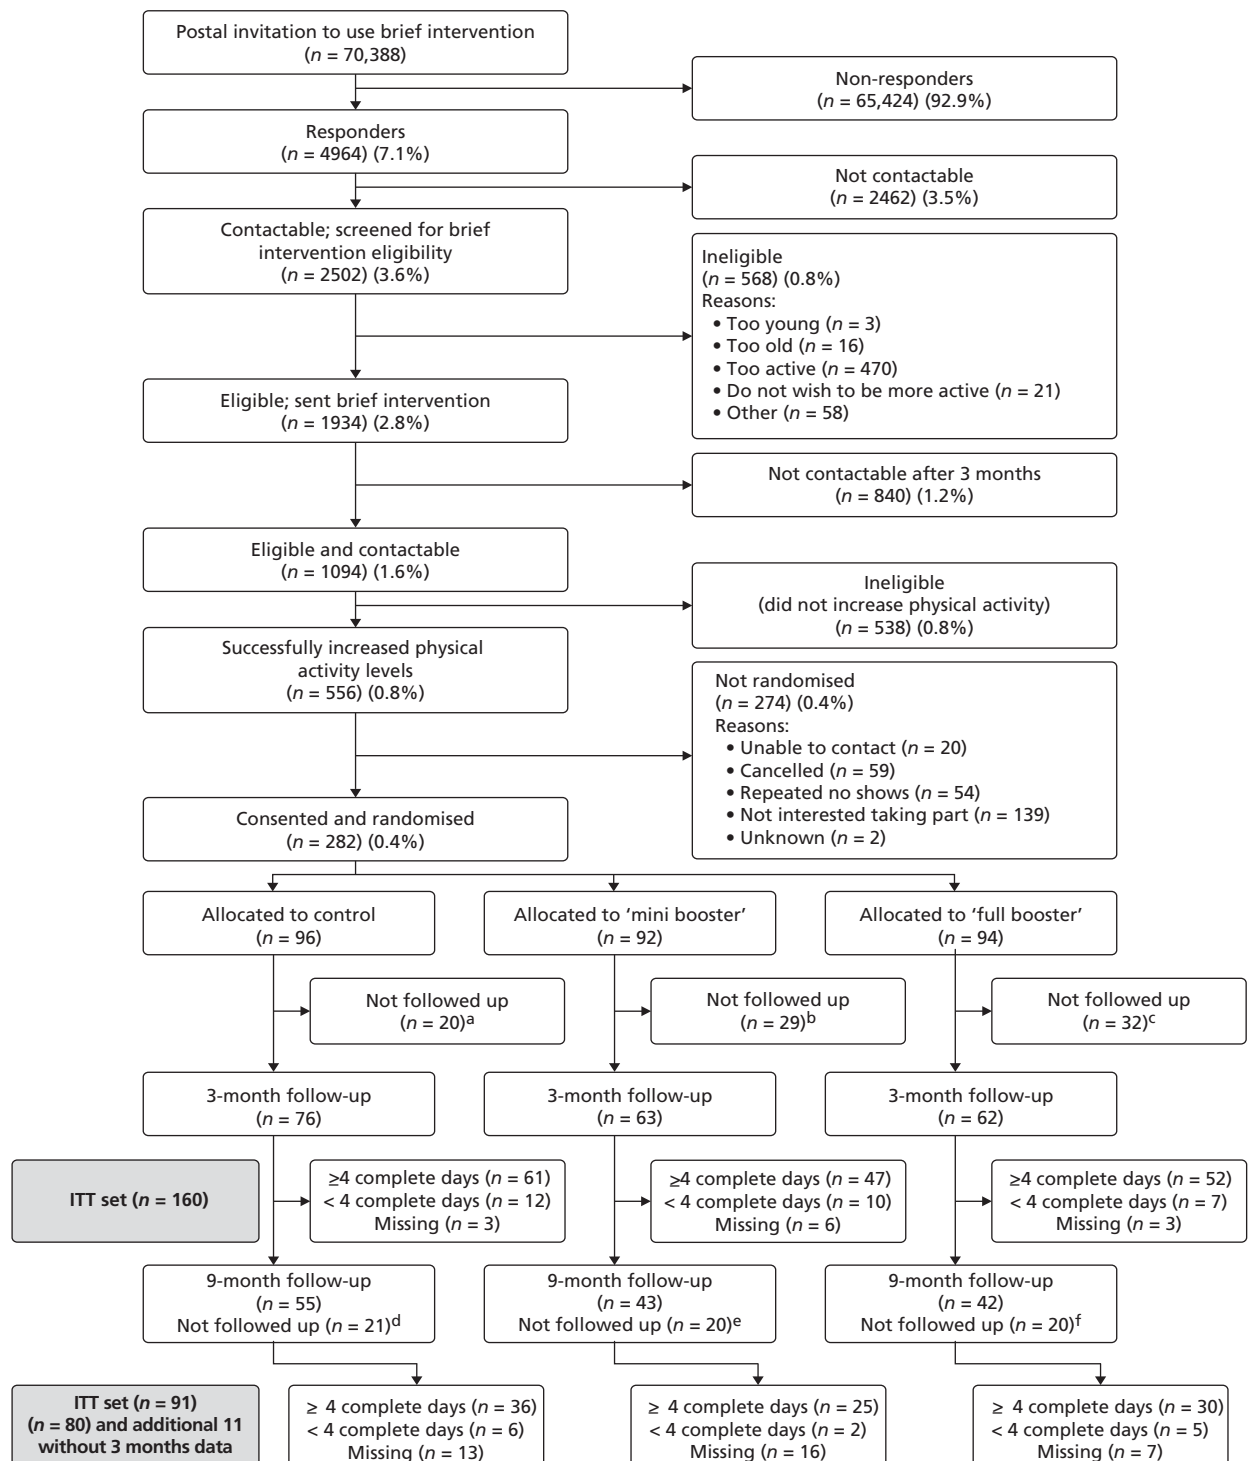 Postal invitation to use brief intervention
(n = 70,388)
Non-responders
(n = 65,424) (92.9%)
Responders
(n = 4964) (7.1%)
Not contactable
(n = 2462) (3.5%)
Contactable; screened for brief
intervention eligibility
(n = 2502) (3.6%)
Ineligible
(n = 568) (0.8%)
Reasons:
• Too young (n = 3)
• Too old (n = 16)
• Too active (n = 470)
• Do not wish to be more active (n = 21)
• Other (n = 58)
Eligible; sent brief intervention
(n = 1934) (2.8%)
Not contactable after 3 months
(n = 840) (1.2%)
Eligible and contactable
(n = 1094) (1.6%)
Ineligible
(did not increase physical activity)
(n = 538) (0.8%)
Successfully increased physical
activity levels
(n = 556) (0.8%)
Not randomised
(n = 274) (0.4%)
Reasons:
• Unable to contact (n = 20)
• Cancelled (n = 59)
• Repeated no shows (n = 54)
• Not interested taking part (n = 139)
• Unknown (n = 2)
Consented and randomised
(n = 282) (0.4%)
Allocated to control
(n = 96)
Allocated to ‘mini booster’
(n = 92)
Allocated to ‘full booster’
(n = 94)
Not followed up
(n = 20)a
Not followed up
(n = 29)b
Not followed up
(n = 32)c
3-month follow-up
(n = 76)
3-month follow-up
(n = 63)
3-month follow-up
(n = 62)
ITT set (n = 160)
≥4 complete days (n = 61)
< 4 complete days (n = 12)
Missing (n = 3)
≥4 complete days (n = 47)
< 4 complete days (n = 10)
Missing (n = 6)
≥4 complete days (n = 52)
< 4 complete days (n = 7)
Missing (n = 3)
9-month follow-up
(n = 55)
Not followed up (n = 21)d
9-month follow-up
(n = 43)
Not followed up (n = 20)e
9-month follow-up
(n = 42)
Not followed up (n = 20)f
ITT set (n = 91)
(n = 80) and additional 11
without 3 months data
≥ 4 complete days (n = 36)
< 4 complete days (n = 6)
Missing (n = 13)
≥ 4 complete days (n = 25)
< 4 complete days (n = 2)
Missing (n = 16)
≥ 4 complete days (n = 30)
< 4 complete days (n = 5)
Missing (n = 7)